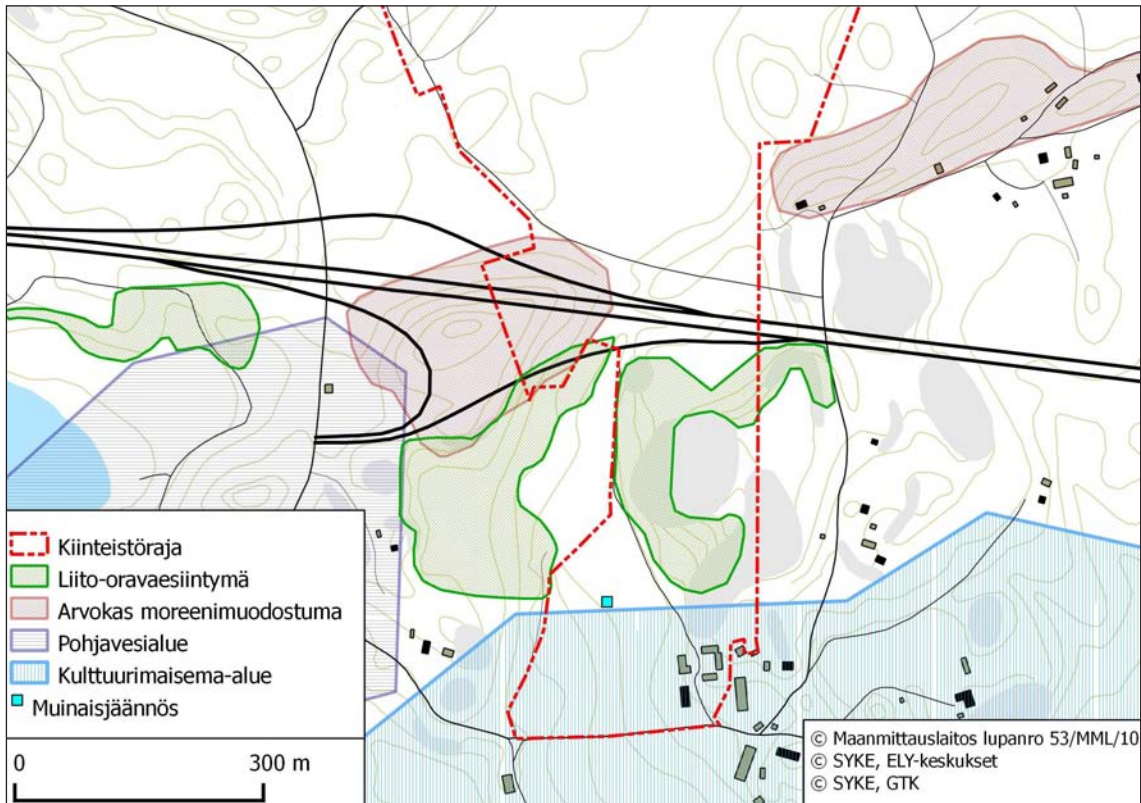 Kiinteistöraja
Liito-oravaesiintymä
Arvokas moreenimuodostuma
Pohjavesialue
Kulttuurimaisema-alue
Muinaisjäännös
0 300 m
© Maanmittauslaitos lupanro 53/MML/10
© SYKE, ELY-keskukset
© SYKE, GTK